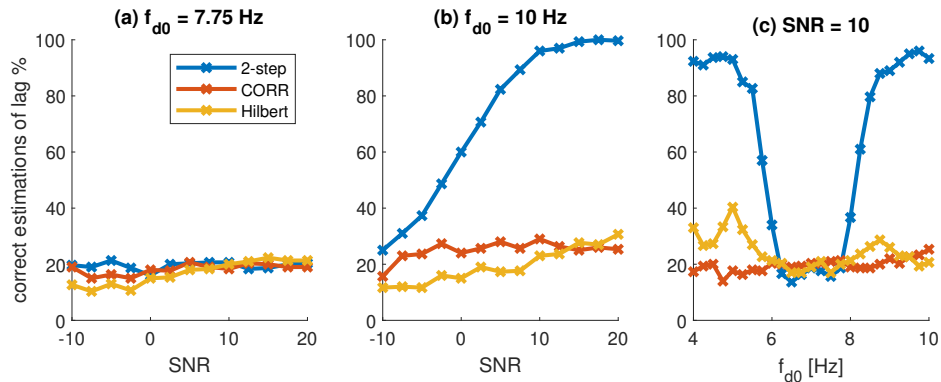 (a) f_d0 = 7.75 Hz
(b) f_d0 = 10 Hz
(c) SNR = 10
correct estimations of lag %
100
80
60
40
20
0
2-step
CORR
Hilbert
-10 0 10 20
SNR
100
80
60
40
20
0
-10 0 10 20
SNR
100
80
60
40
20
0
4 6 8 10
f_d0 [Hz]